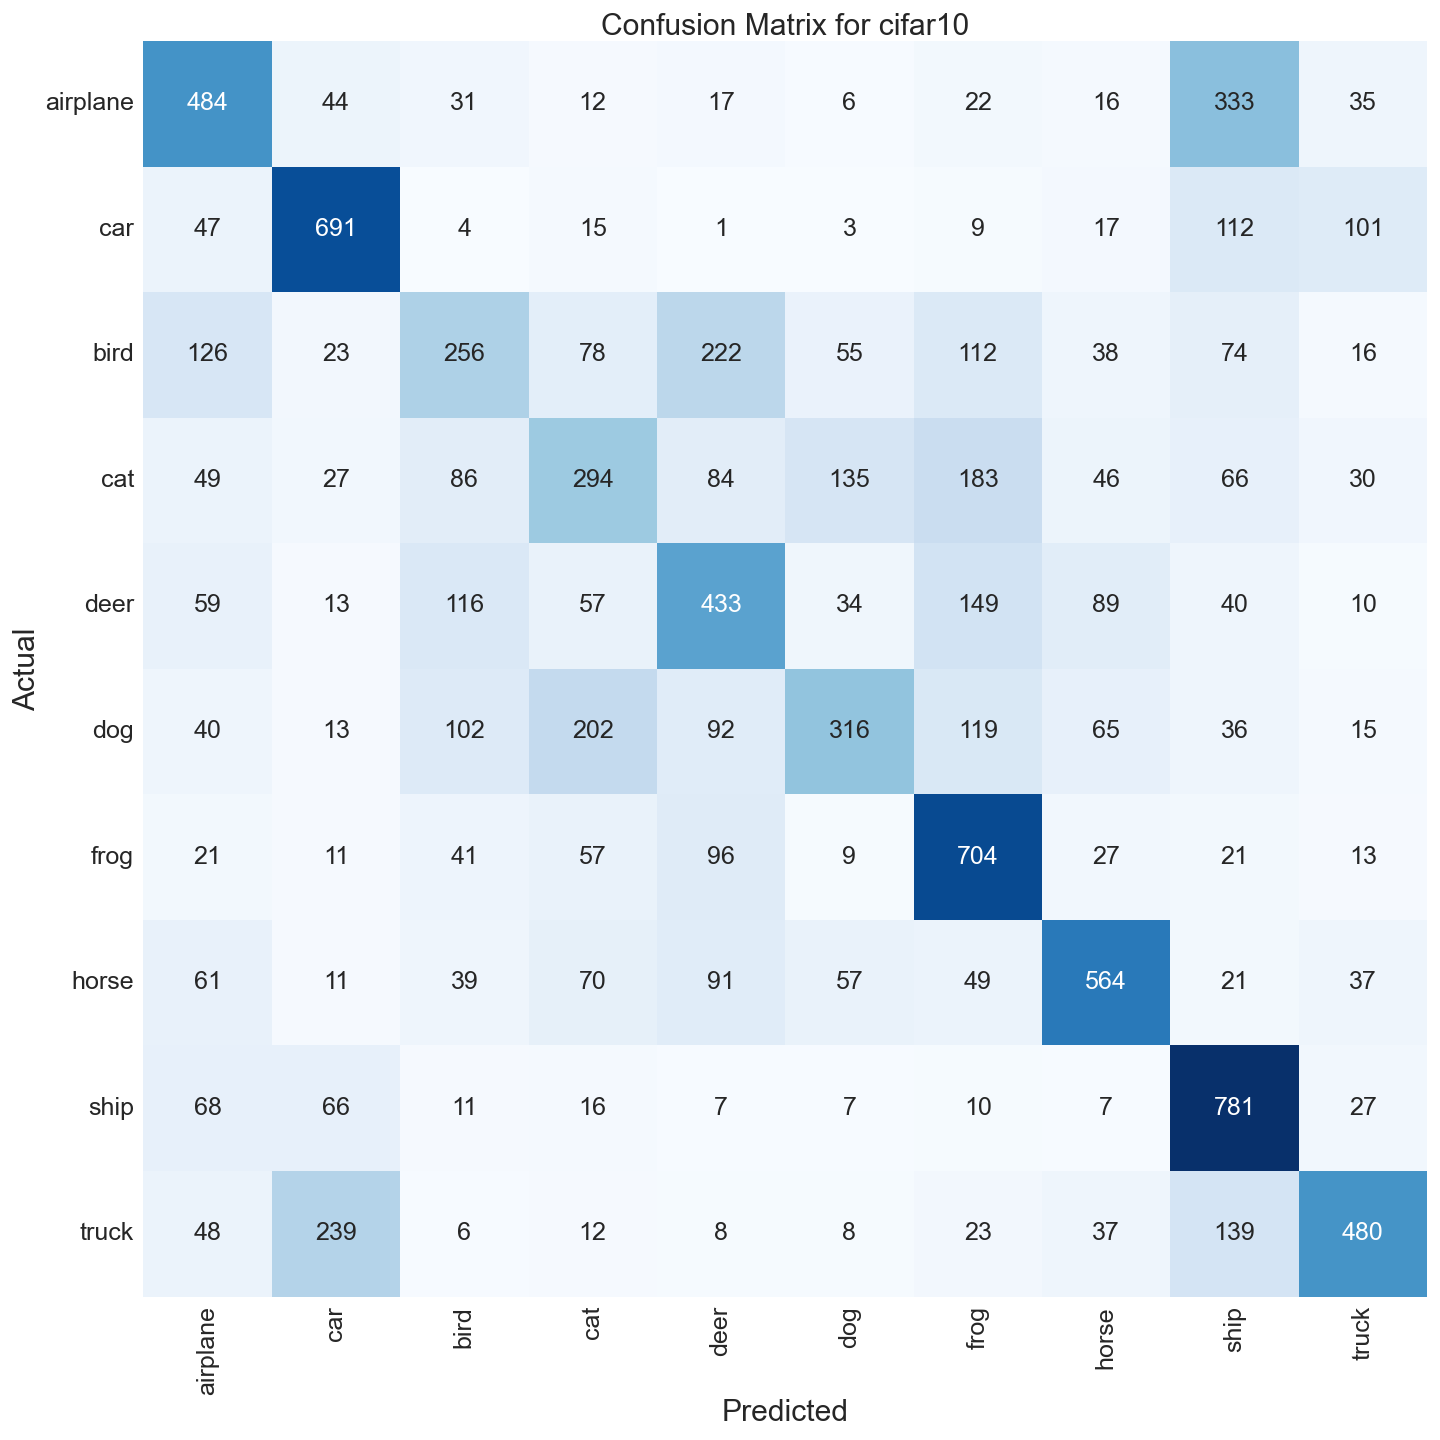 Confusion Matrix for cifar10
airplane 484 44 31 12 17 6 22 16 333 35
car 47 691 4 15 1 3 9 17 112 101
bird 126 23 256 78 222 55 112 38 74 16
cat 49 27 86 294 84 135 183 46 66 30
deer 59 13 116 57 433 34 149 89 40 10
dog 40 13 102 202 92 316 119 65 36 15
frog 21 11 41 57 96 9 704 27 21 13
horse 61 11 39 70 91 57 49 564 21 37
ship 68 66 11 16 7 7 10 7 781 27
truck 48 239 6 12 8 8 23 37 139 480
airplane car bird cat deer dog frog horse ship truck
Predicted
Actual